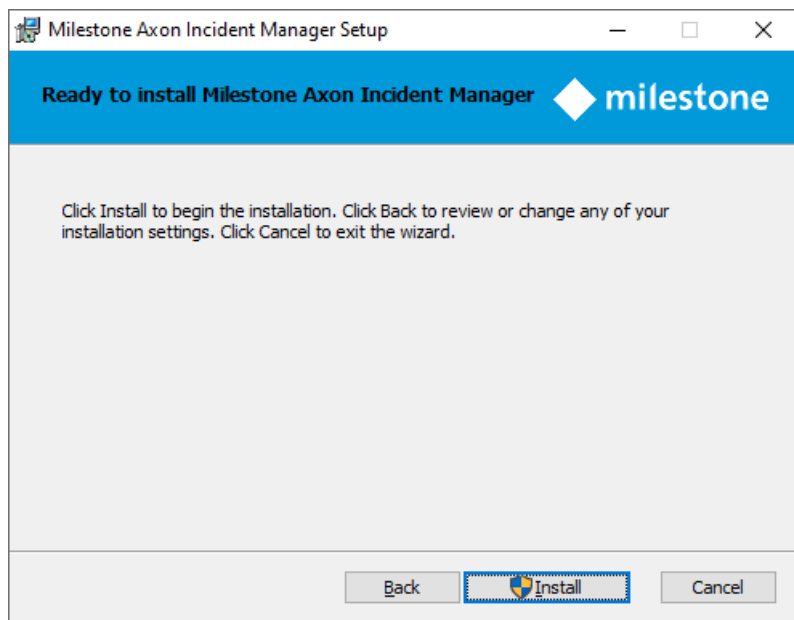 Milestone Axon Incident Manager Setup
Ready to install Milestone Axon Incident Manager
milestone
Click Install to begin the installation. Click Back to review or change any of your
installation settings. Click Cancel to exit the wizard.
Back
Install
Cancel